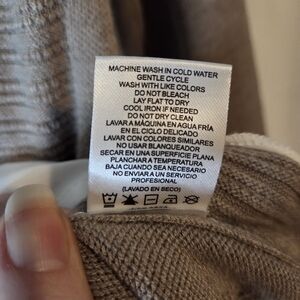 MACHINE WASH IN COLD WATER
GENTLE CYCLE
WASH WITH LIKE COLORS
DO NOT BLEACH
LAY FLAT TO DRY
COOL IRON IF NEEDED
DO NOT DRY CLEAN
LAVAR A MÁQUINA EN AGUA FRÍA
EN EL CICLO DELICADO
LAVAR CON COLORES SIMILARES
NO USAR BLANQUEADOR
SECAR EN UNA SUPERFICIE PLANA
PLANCHAR A TEMPERATURA
BAJA CUANDO SEA NECESARIO
NO ENVIAR A UN SERVICIO
PROFESIONAL
(LAVADO EN SECO)